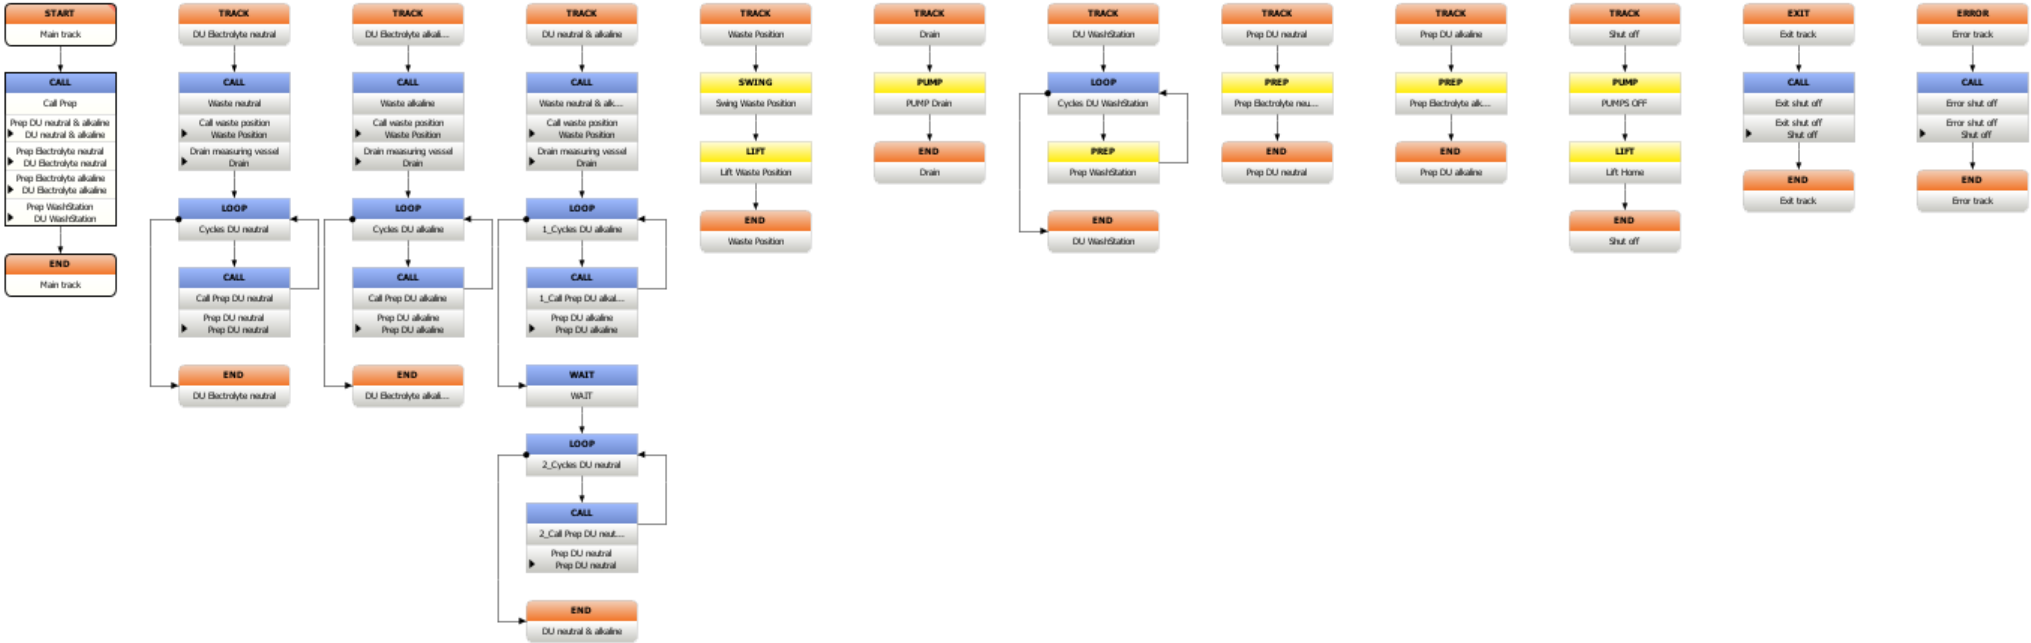 START
Main track
CALL
Call Prep
Prep DU neutral & alkaline
DU neutral & alkaline
Prep Electrolyte neutral
DU Electrolyte neutral
Prep Electrolyte alkaline
DU Electrolyte alkaline
Prep WashStation
DU WashStation
END
Main track
TRACK
DU Electrolyte neutral
CALL
Waste neutral
Call waste position
Waste Position
Drain measuring vessel
Drain
LOOP
Cycles DU neutral
CALL
Call Prep DU neutral
Prep DU neutral
Prep DU neutral
END
DU Electrolyte neutral
TRACK
DU Electrolyte alkali...
CALL
Waste alkaline
Call waste position
Waste Position
Drain measuring vessel
Drain
LOOP
Cycles DU alkaline
CALL
Call Prep DU alkaline
Prep DU alkaline
Prep DU alkaline
END
DU Electrolyte alkali...
TRACK
DU neutral & alkaline
CALL
Waste neutral & alk...
Call waste position
Waste Position
Drain measuring vessel
Drain
LOOP
1_Cycles DU alkaline
CALL
1_Call Prep DU alkal...
Prep DU alkaline
Prep DU alkaline
WAIT
WAIT
LOOP
2_Cycles DU neutral
CALL
2_Call Prep DU neut...
Prep DU neutral
Prep DU neutral
END
DU neutral & alkaline
TRACK
Waste Position
SWING
Swing Waste Position
LIFT
Lift Waste Position
END
Waste Position
TRACK
Drain
PUMP
PUMP Drain
END
Drain
TRACK
DU WashStation
LOOP
Cycles DU WashStation
PREP
Prep WashStation
END
DU WashStation
TRACK
Prep DU neutral
PREP
Prep Electrolyte neu...
END
Prep DU neutral
TRACK
Prep DU alkaline
PREP
Prep Electrolyte alk...
END
Prep DU alkaline
TRACK
Shut off
PUMP
PUMPS OFF
LIFT
Lift Home
END
Shut off
EXIT
Exit track
CALL
Exit shut off
Exit shut off
Shut off
END
Exit track
ERROR
Error track
CALL
Error shut off
Error shut off
Shut off
END
Error track